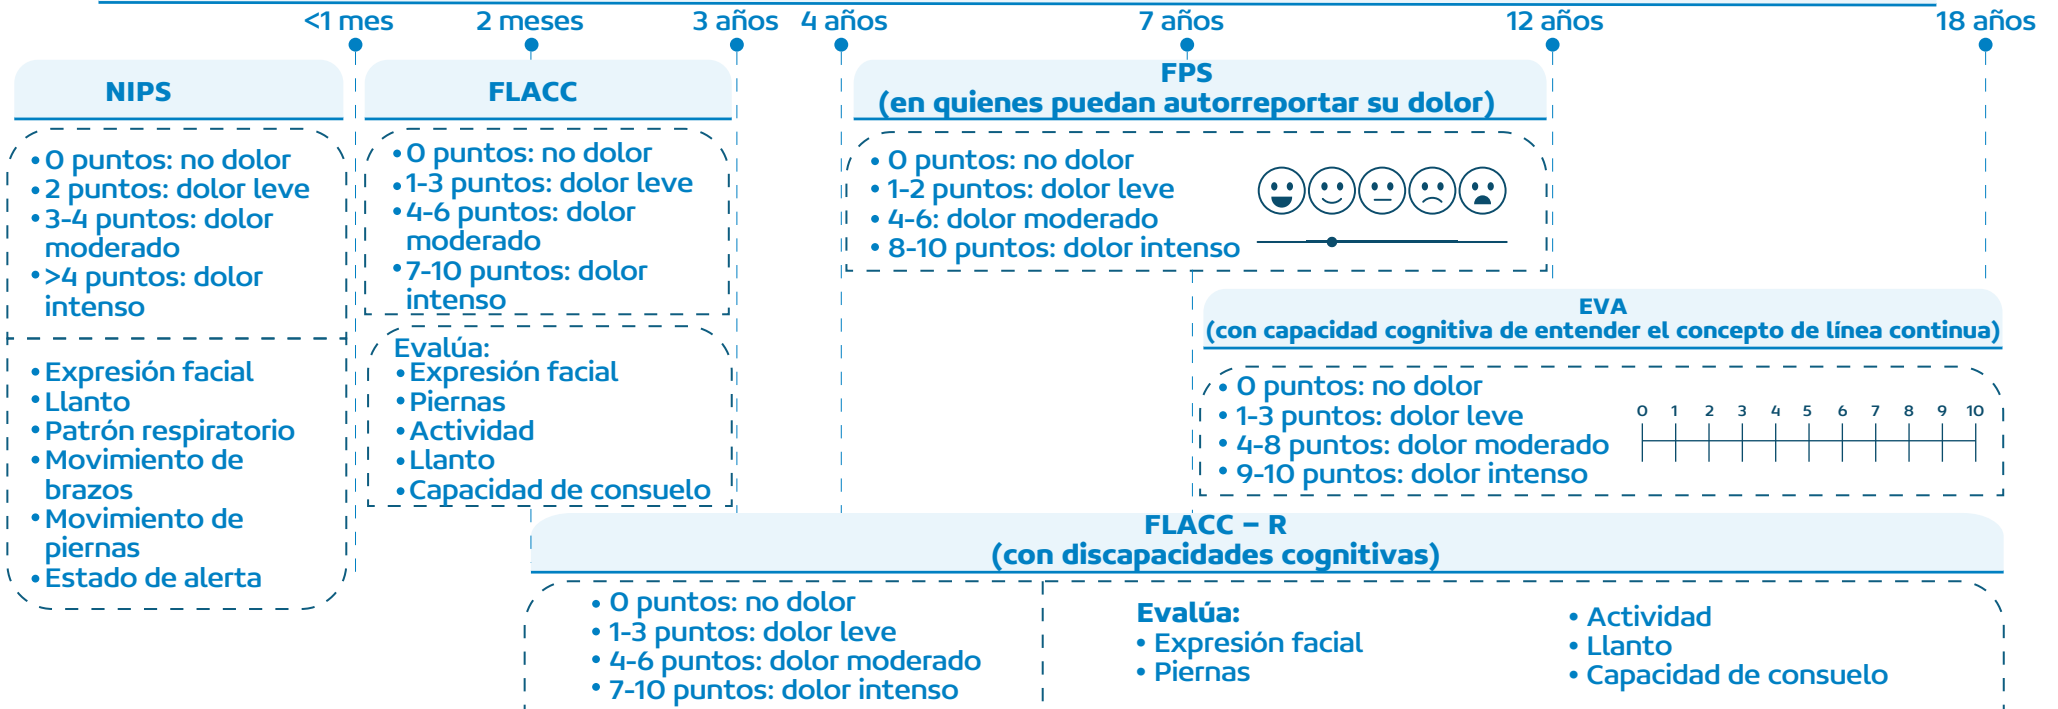 <1 mes
2 meses
3 años
4 años
7 años
12 años
18 años
NIPS
•0 puntos: no dolor
•2 puntos: dolor leve
•3-4 puntos: dolor
moderado
•>4 puntos: dolor
intenso
•Expresión facial
•Llanto
•Patrón respiratorio
•Movimiento de
brazos
•Movimiento de
piernas
•Estado de alerta
FLACC
•0 puntos: no dolor
•1-3 puntos: dolor leve
•4-6 puntos: dolor
moderado
•7-10 puntos: dolor
intenso
Evalúa:
•Expresión facial
•Piernas
•Actividad
•Llanto
•Capacidad de consuelo
FPS
(en quienes puedan autorreportar su dolor)
• 0 puntos: no dolor
• 1-2 puntos: dolor leve
• 4-6: dolor moderado
• 8-10 puntos: dolor intenso
EVA
(con capacidad cognitiva de entender el concepto de línea continua)
• 0 puntos: no dolor
• 1-3 puntos: dolor leve
• 4-8 puntos: dolor moderado
• 9-10 puntos: dolor intenso
0 1 2 3 4 5 6 7 8 9 10
FLACC – R
(con discapacidades cognitivas)
• 0 puntos: no dolor
• 1-3 puntos: dolor leve
• 4-6 puntos: dolor moderado
• 7-10 puntos: dolor intenso
Evalúa:
• Expresión facial
• Piernas
• Actividad
• Llanto
• Capacidad de consuelo